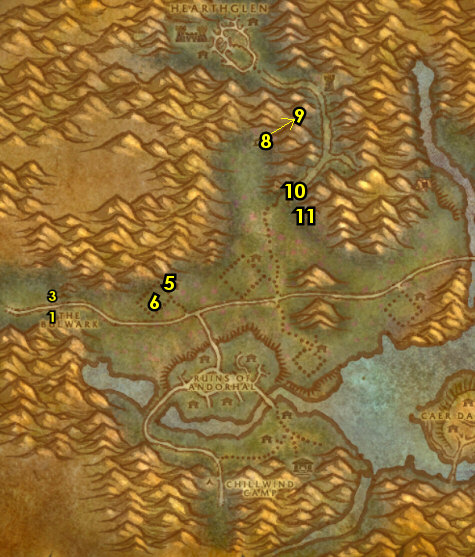 HEARTHGLEN
9
8
10
11
5
3
6
1
THE
BULWARK
RUINS OF
ANDORHAL
CAER DA
CHILLWIND
CAMP